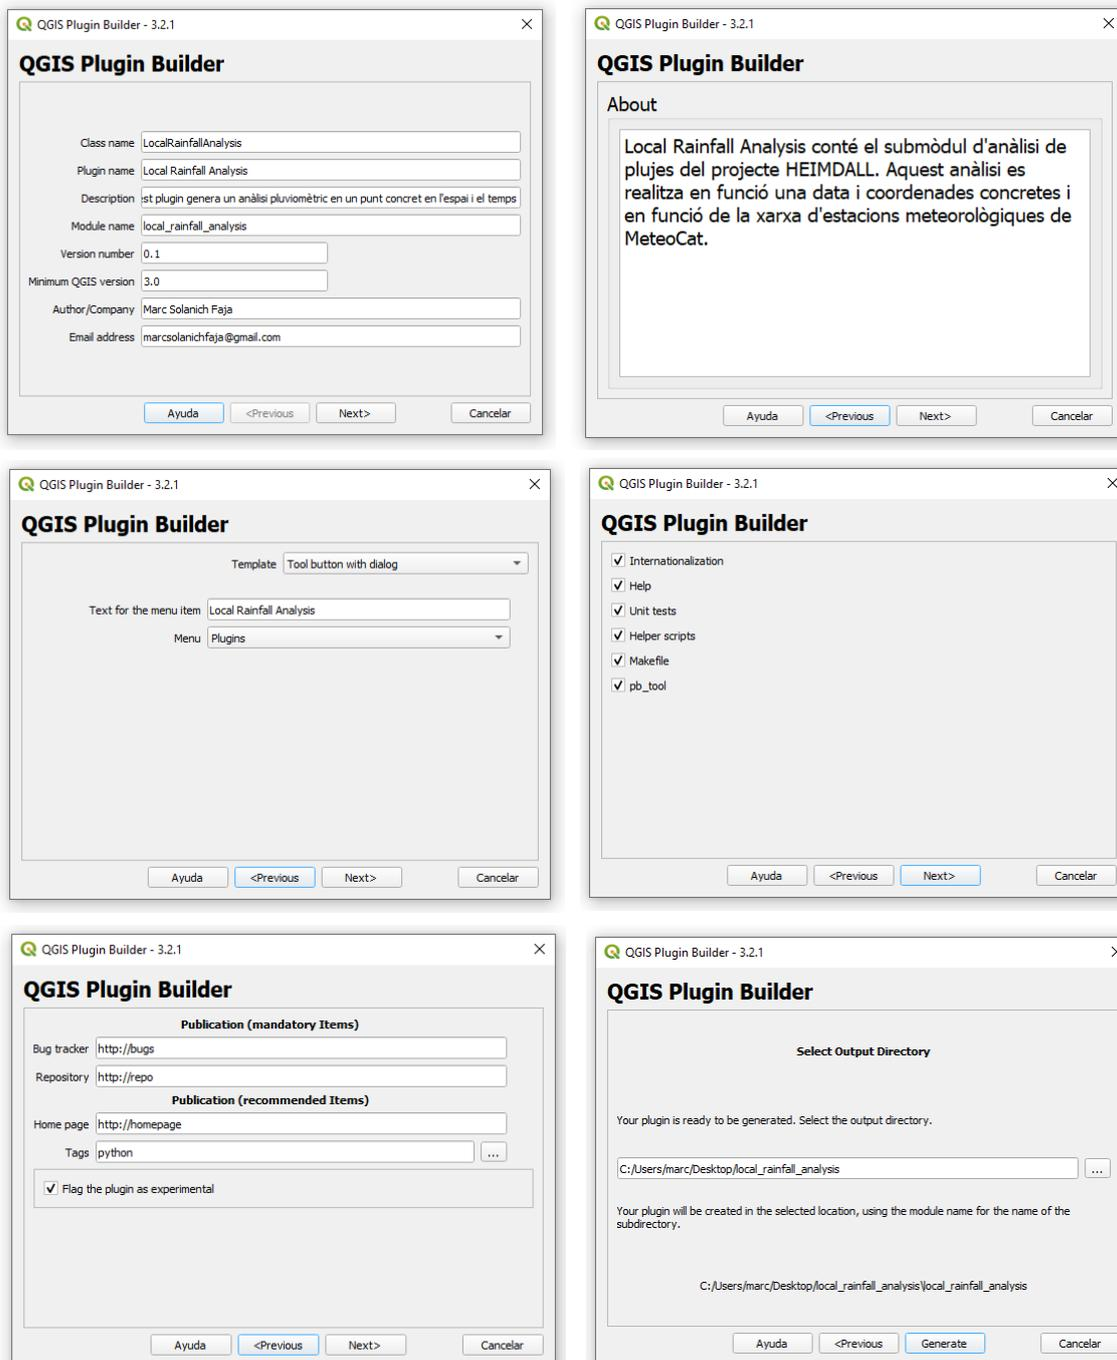 QGIS Plugin Builder - 3.2.1
QGIS Plugin Builder
Class name LocalRainfallAnalysis
Plugin name Local Rainfall Analysis
Description est plugin genera un anàlisi pluviomètric en un punt concret en l'espai i el temps
Module name local_rainfall_analysis
Version number 0.1
Minimum QGIS version 3.0
Author/Company Marc Solanich Faja
Email address marcsolanichfaja@gmail.com
Ayuda <Previous Next> Cancelar
QGIS Plugin Builder - 3.2.1
QGIS Plugin Builder
About
Local Rainfall Analysis conté el submòdul d'anàlisi de
plujes del projecte HEIMDALL. Aquest anàlisi es
realitza en funció una data i coordenades concretes i
en funció de la xarxa d'estacions meteorològiques de
MeteoCat.
Ayuda <Previous Next> Cancelar
QGIS Plugin Builder - 3.2.1
QGIS Plugin Builder
Template Tool button with dialog
Text for the menu item Local Rainfall Analysis
Menu Plugins
Ayuda <Previous Next> Cancelar
QGIS Plugin Builder - 3.2.1
QGIS Plugin Builder
Internationalization
Help
Unit tests
Helper scripts
Makefile
pb_tool
Ayuda <Previous Next> Cancelar
QGIS Plugin Builder - 3.2.1
QGIS Plugin Builder
Publication (mandatory Items)
Bug tracker http://bugs
Repository http://repo
Publication (recommended Items)
Home page http://homepage
Tags python ...
Flag the plugin as experimental
Ayuda <Previous Next> Cancelar
QGIS Plugin Builder - 3.2.1
QGIS Plugin Builder
Select Output Directory
Your plugin is ready to be generated. Select the output directory.
C:/Users/marc/Desktop/local_rainfall_analysis ...
Your plugin will be created in the selected location, using the module name for the name of the
subdirectory.
C:/Users/marc/Desktop/local_rainfall_analysis\local_rainfall_analysis
Ayuda <Previous Generate Cancelar